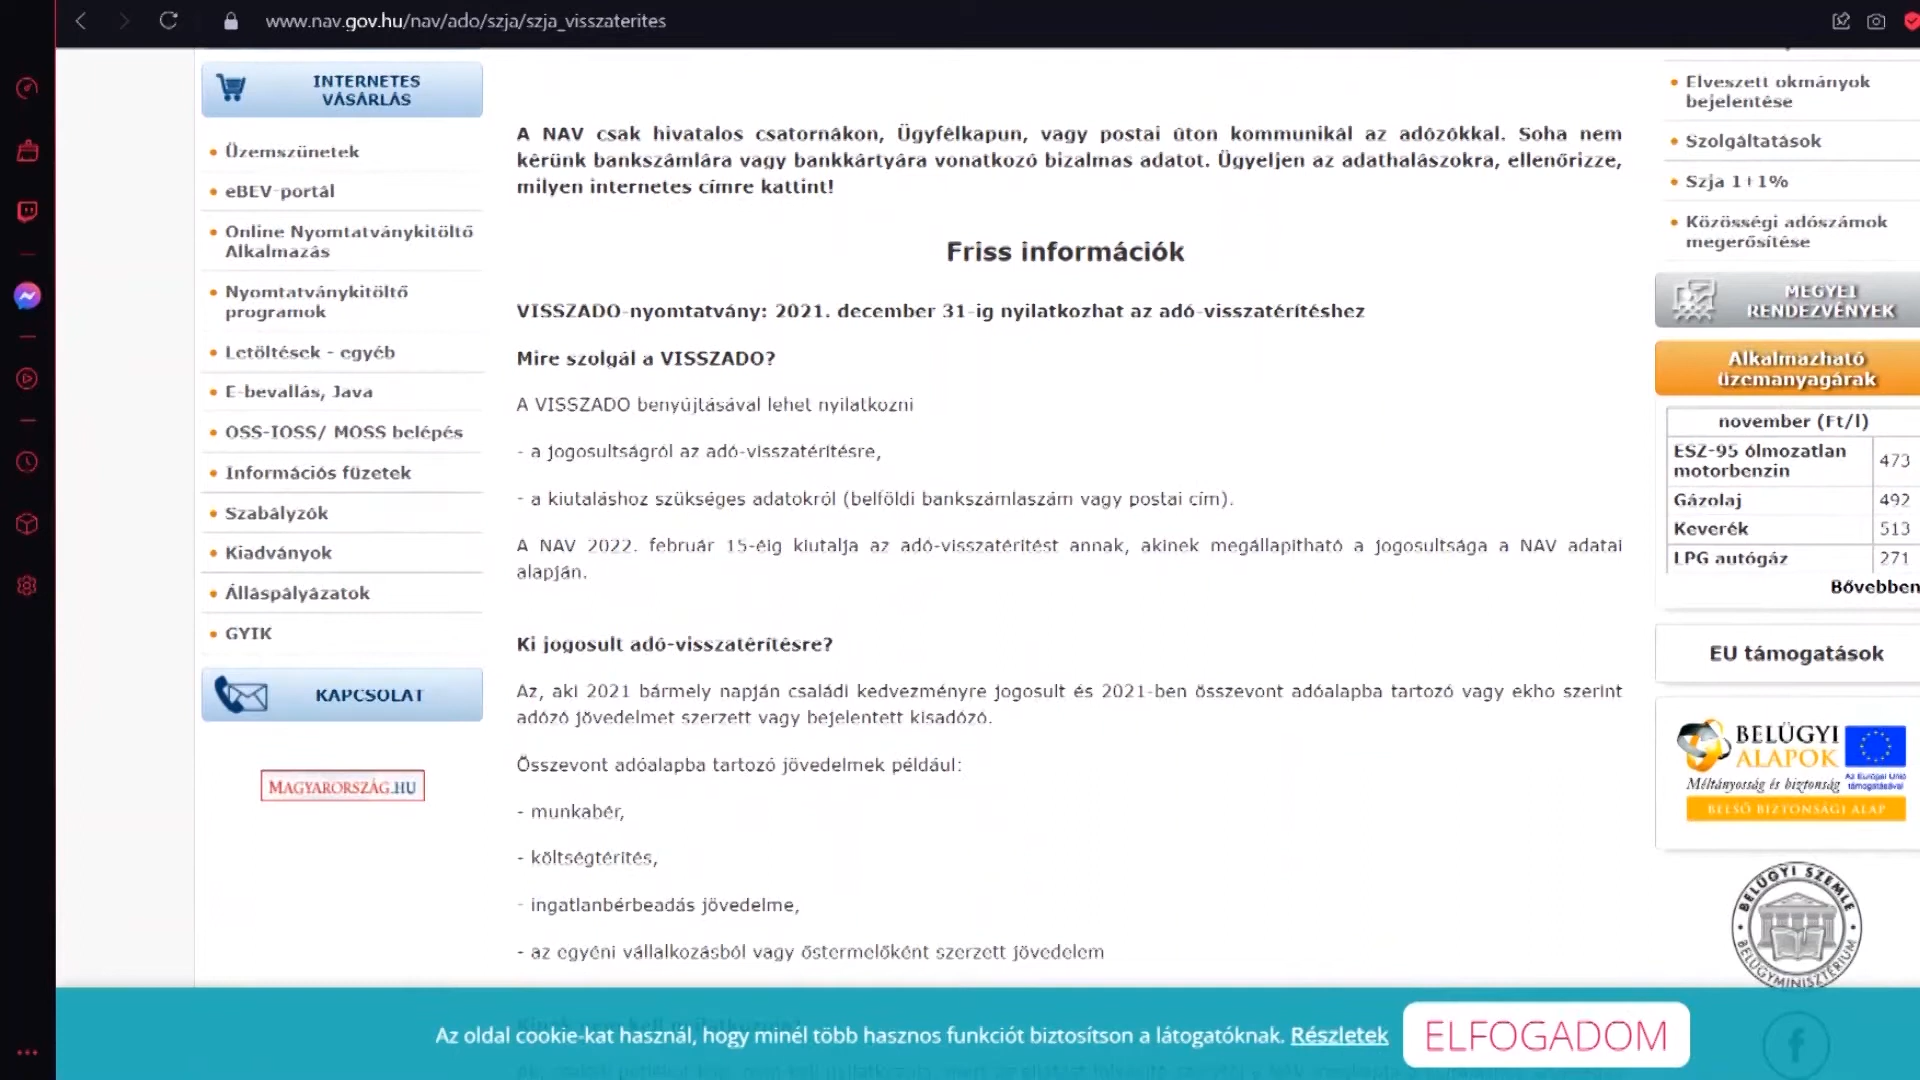 www.nav.gov.hu/nav/ado/szja/szja_visszaterites
INTERNETES
VÁSÁRLÁS
Üzemszünetek
eBEV-portál
Online Nyomtatványkitöltő
Alkalmazás
Nyomtatványkitöltő
programok
Letöltések - egyéb
E-bevallás, Java
OSS-IOSS/ MOSS belépés
Információs füzetek
Szabályzók
Kiadványok
Álláspályázatok
GYIK
KAPCSOLAT
MAGYARORSZÁG.HU
A NAV csak hivatalos csatornákon, Ügyfélkapun, vagy postai úton kommunikál az adózókkal. Soha nem
kérünk bankszámlára vagy bankkártyára vonatkozó bizalmas adatot. Ügyeljen az adathalászokra, ellenőrizze,
milyen internetes címre kattint!
Friss információk
VISSZADO-nyomtatvány: 2021. december 31-ig nyilatkozhat az adó-visszatérítéshez
Mire szolgál a VISSZADO?
A VISSZADO benyújtásával lehet nyilatkozni
- a jogosultságról az adó-visszatérítésre,
- a kiutaláshoz szükséges adatokról (belföldi bankszámlaszám vagy postai cím).
A NAV 2022. február 15-éig kiutalja az adó-visszatérítést annak, akinek megállapítható a jogosultsága a NAV adatai
alapján.
Ki jogosult adó-visszatérítésre?
Az, aki 2021 bármely napján családi kedvezményre jogosult és 2021-ben összevont adóalapba tartozó vagy ekho szerint
adózó jövedelmet szerzett vagy bejelentett kisadózó.
Összevont adóalapba tartozó jövedelmek például:
- munkabér,
- költségtérítés,
- ingatlanbérbeadás jövedelme,
- az egyéni vállalkozásból vagy őstermelőként szerzett jövedelem
Elveszett okmányok
bejelentése
Szolgáltatások
Szja 1+1%
Közösségi adószámok
megerősítése
MEGYEI
RENDEZVÉNYEK
Alkalmazható
üzemanyagárak
november (Ft/l)
ESZ-95 ólmozatlan
motorbenzin 473
Gázolaj 492
Keverék 513
LPG autógáz 271
Bővebben
EU támogatások
BELÜGYI
ALAPOK
Méltányosság és biztonság
Az Európai Unió
támogatásával
BELSŐ BIZTONSÁGI ALAP
BELÜGYI SZEMLE
BELÜGYMINISZTÉRIUM
Az oldal cookie-kat használ, hogy minél több hasznos funkciót biztosítson a látogatóknak. Részletek
ELFOGADOM